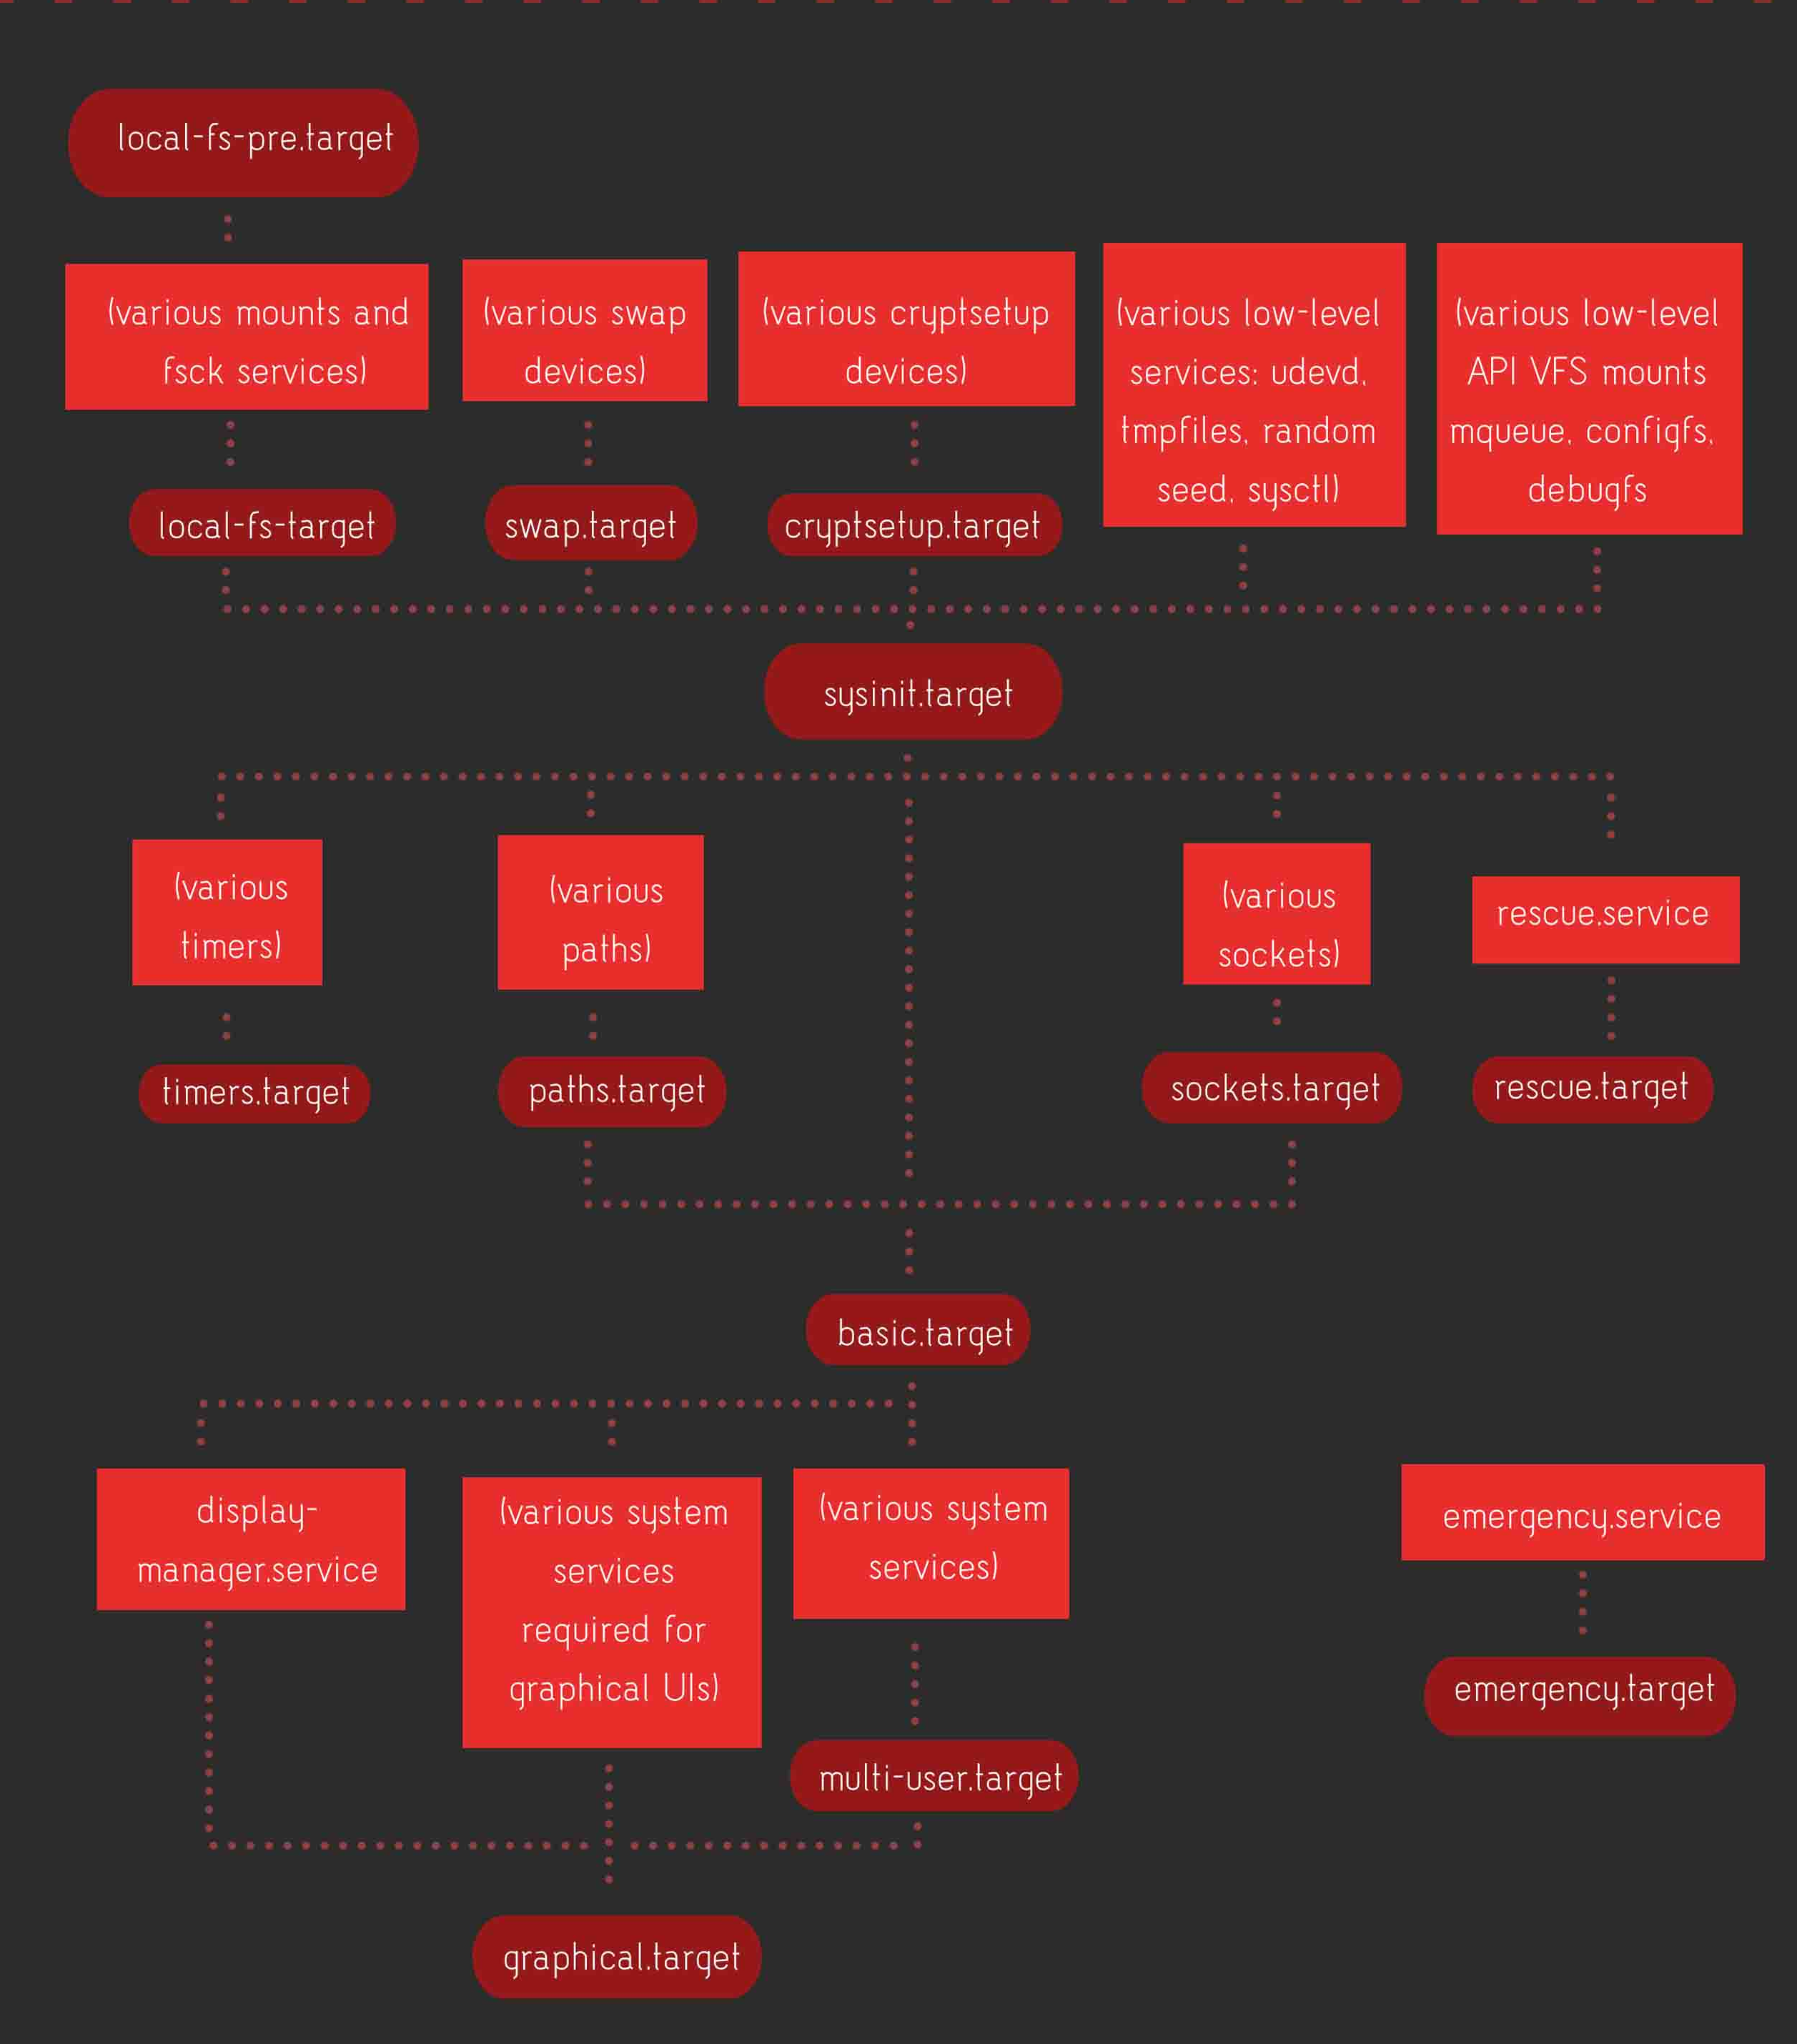 local-fs-pre.target
(various mounts and
fsck services)
(various swap
devices)
(various cryptsetup
devices)
(various low-level
services: udevd,
tmpfiles, random
seed, sysctl)
(various low-level
API VFS mounts
mqueue, configfs,
debugfs
local-fs-target
swap.target
cryptsetup.target
sysinit.target
(various
timers)
(various
paths)
(various
sockets)
rescue.service
timers.target
paths.target
sockets.target
rescue.target
basic.target
display-
manager.service
(various system
services
required for
graphical UIs)
(various system
services)
emergency.service
multi-user.target
emergency.target
graphical.target